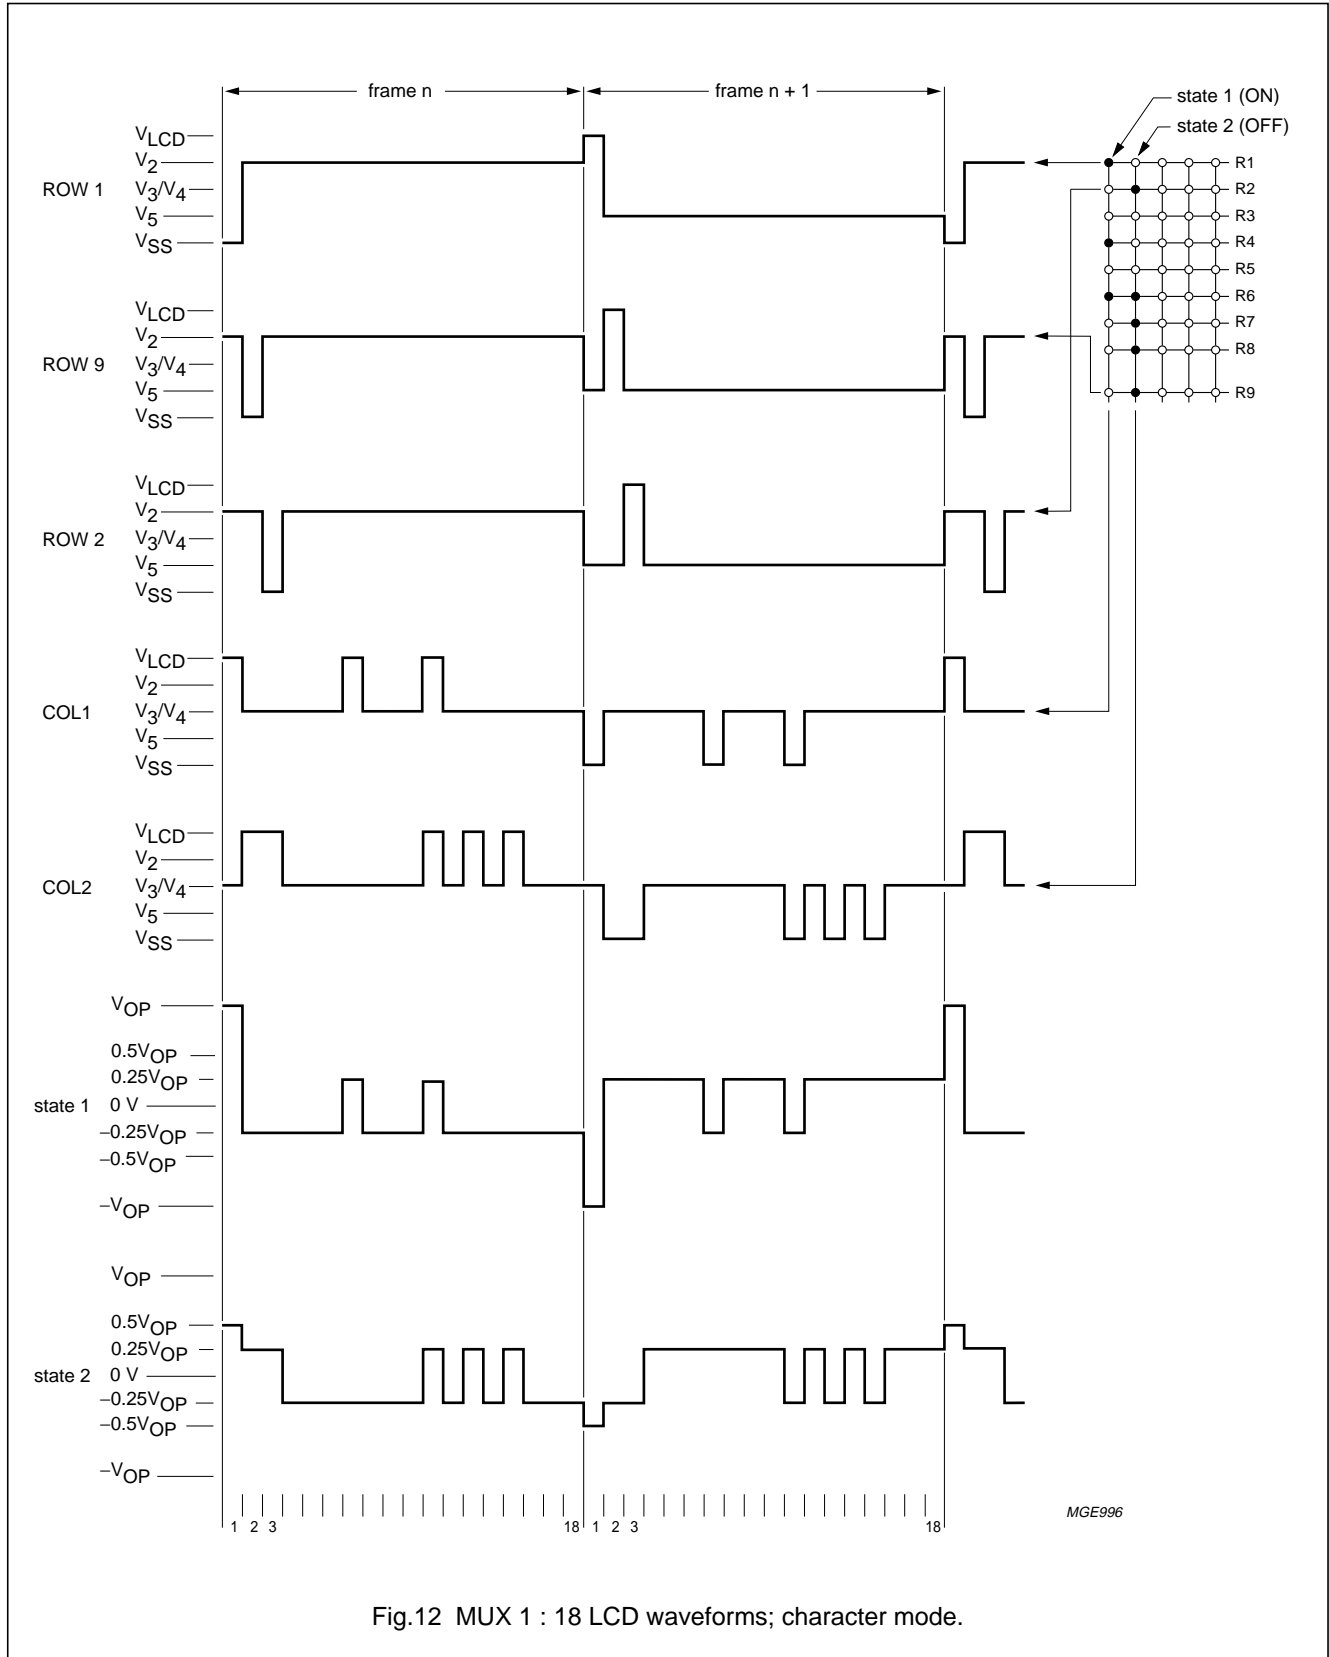 frame n
frame n + 1
state 1 (ON)
state 2 (OFF)
ROW 1
VLCD
V2
V3/V4
V5
VSS
R1
R2
R3
R4
R5
R6
R7
R8
R9
ROW 9
VLCD
V2
V3/V4
V5
VSS
ROW 2
VLCD
V2
V3/V4
V5
VSS
COL1
VLCD
V2
V3/V4
V5
VSS
COL2
VLCD
V2
V3/V4
V5
VSS
state 1
VOP
0.5VOP
0.25VOP
0 V
−0.25VOP
−0.5VOP
−VOP
state 2
VOP
0.5VOP
0.25VOP
0 V
−0.25VOP
−0.5VOP
−VOP
1 2 3 18 1 2 3 18
MGE996
Fig.12 MUX 1 : 18 LCD waveforms; character mode.